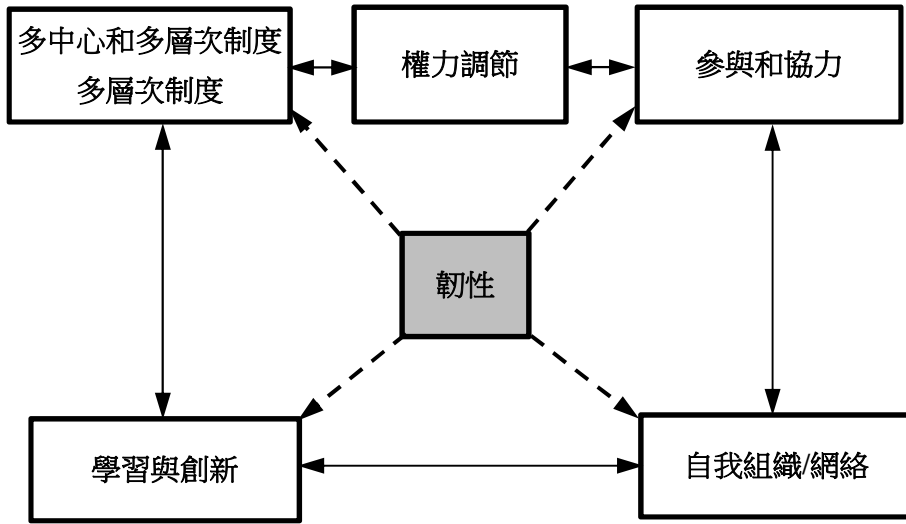 多中心和多層次制度
多層次制度
權力調節
參與和協力
韌性
學習與創新
自我組織/網絡